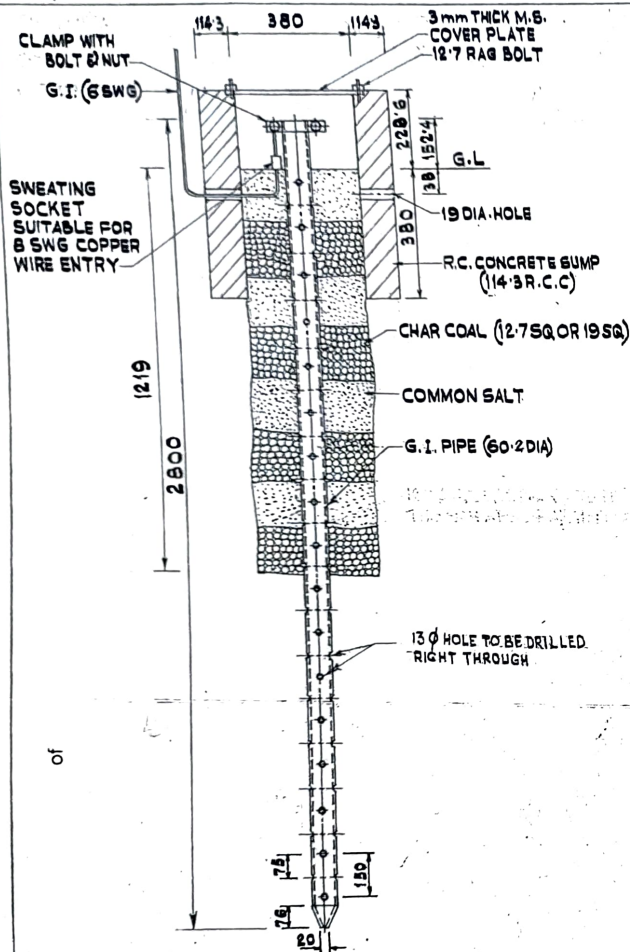 114.3
380
114.3
3mm THICK M.S.
COVER PLATE
12.7 RAG BOLT
CLAMP WITH
BOLT & NUT
G.I. (6 SWG)
228.6
152.4
G.L
38
380
SWEATING
SOCKET
SUITABLE FOR
8 SWG COPPER
WIRE ENTRY
19 DIA. HOLE
R.C. CONCRETE SUMP
(114.3 R.C.C)
CHAR COAL (12.7 SQ OR 19 SQ)
1219
2800
COMMON SALT
G.I. PIPE (60.2 DIA)
13 ϕ HOLE TO BE DRILLED
RIGHT THROUGH
of
75
150
76
20